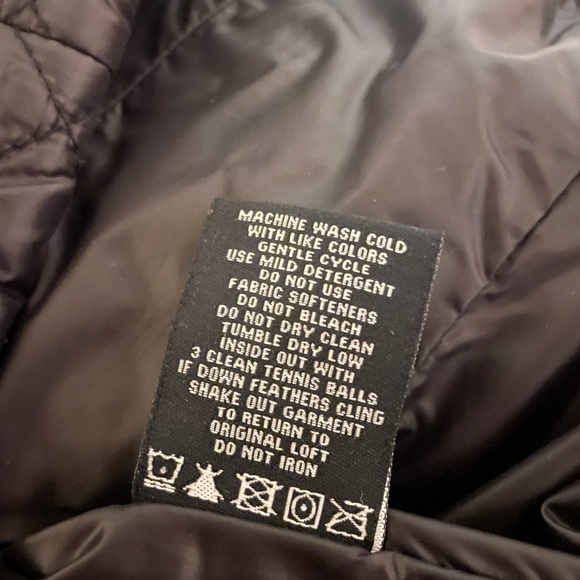 MACHINE WASH COLD
WITH LIKE COLORS
GENTLE CYCLE
USE MILD DETERGENT
DO NOT USE
FABRIC SOFTENERS
DO NOT BLEACH
DO NOT DRY CLEAN
TUMBLE DRY LOW
INSIDE OUT WITH
3 CLEAN TENNIS BALLS
IF DOWN FEATHERS CLING
SHAKE OUT GARMENT
TO RETURN TO
ORIGINAL LOFT
DO NOT IRON